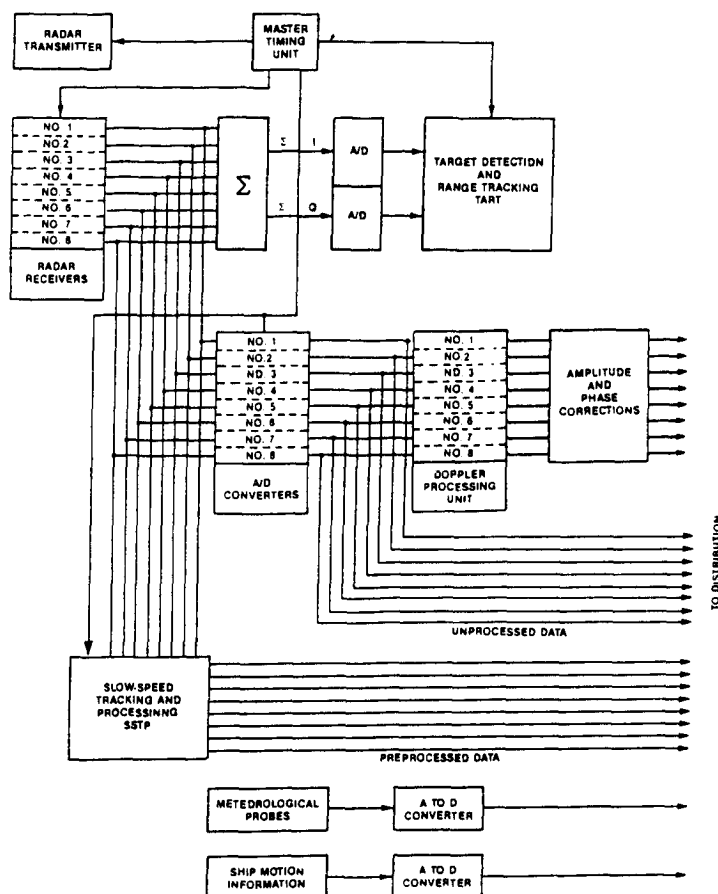 RADAR
TRANSMITTER
MASTER
TIMING
UNIT
NO. 1
NO.2
NO. 3
NO. 4
NO. 5
NO. 6
NO. 7
NO. 8
RADAR
RECEIVERS
Σ
Σ I
Σ Q
A/D
A/D
TARGET DETECTION
AND
RANGE TRACKING
TART
NO. 1
NO.2
ND. 3
NO. 4
NO. 5
NO. 6
NO. 7
NO. 8
A/D
CONVERTERS
NO. 1
NO. 2
NO. 3
NO. 4
NO. 5
NO. 6
NO. 7
NO. 8
DOPPLER
PROCESSING
UNIT
AMPLITUDE
AND
PHASE
CORRECTIONS
TO DISTRIBUTION
UNPROCESSED DATA
SLOW-SPEED
TRACKING AND
PROCESSINNG
SSTP
PREPROCESSED DATA
METEDROLOGICAL
PROBES
A TO D
CONVERTER
SHIP MOTION
INFORMATION
A TO D
CONVERTER